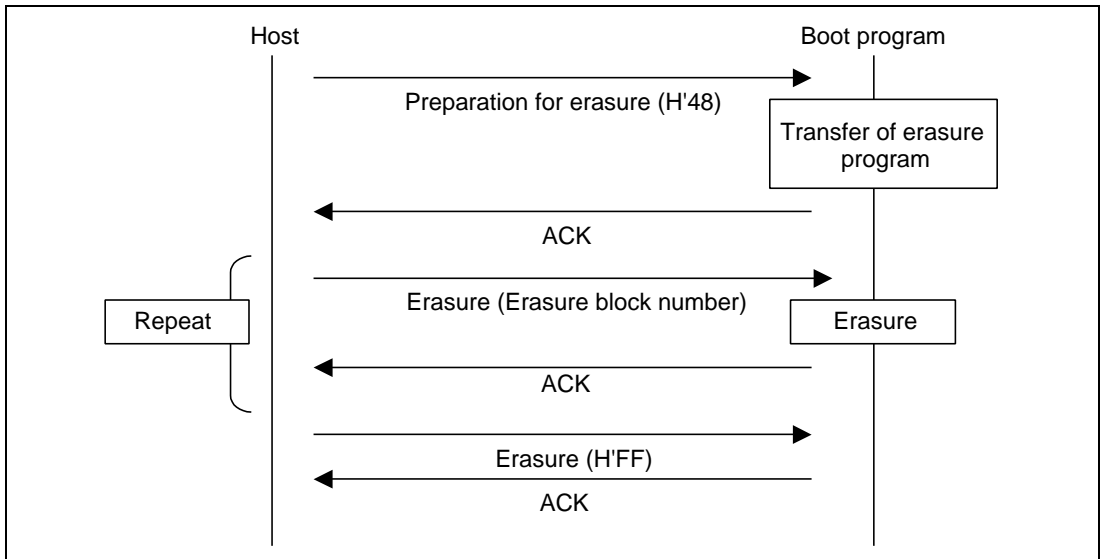 Host
Boot program
Preparation for erasure (H'48)
Transfer of erasure
program
ACK
Erasure (Erasure block number)
Repeat
Erasure
ACK
Erasure (H'FF)
ACK